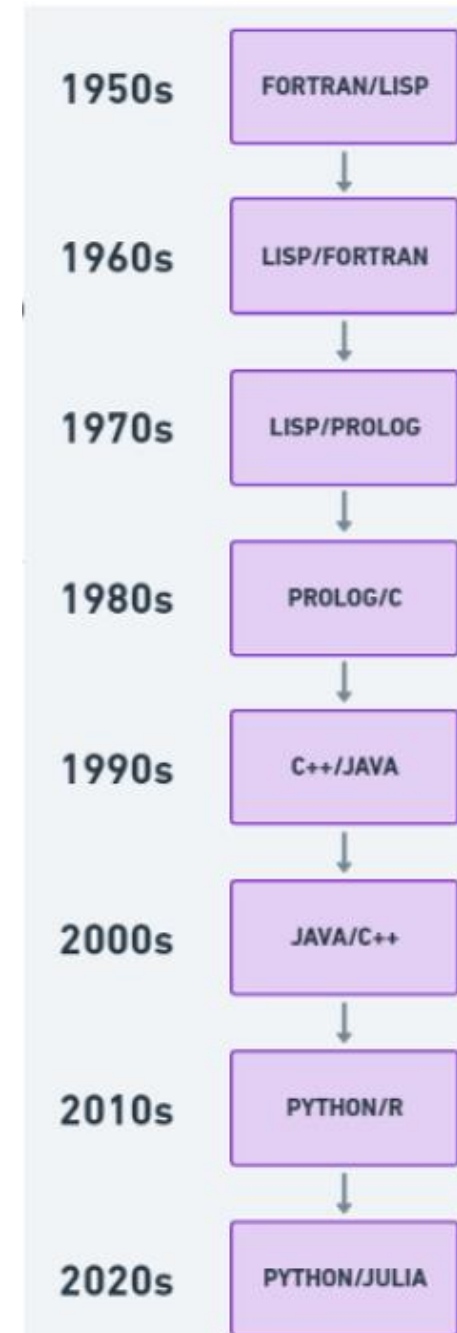 1950s FORTRAN/LISP
1960s LISP/FORTRAN
1970s LISP/PROLOG
1980s PROLOG/C
1990s C++/JAVA
2000s JAVA/C++
2010s PYTHON/R
2020s PYTHON/JULIA